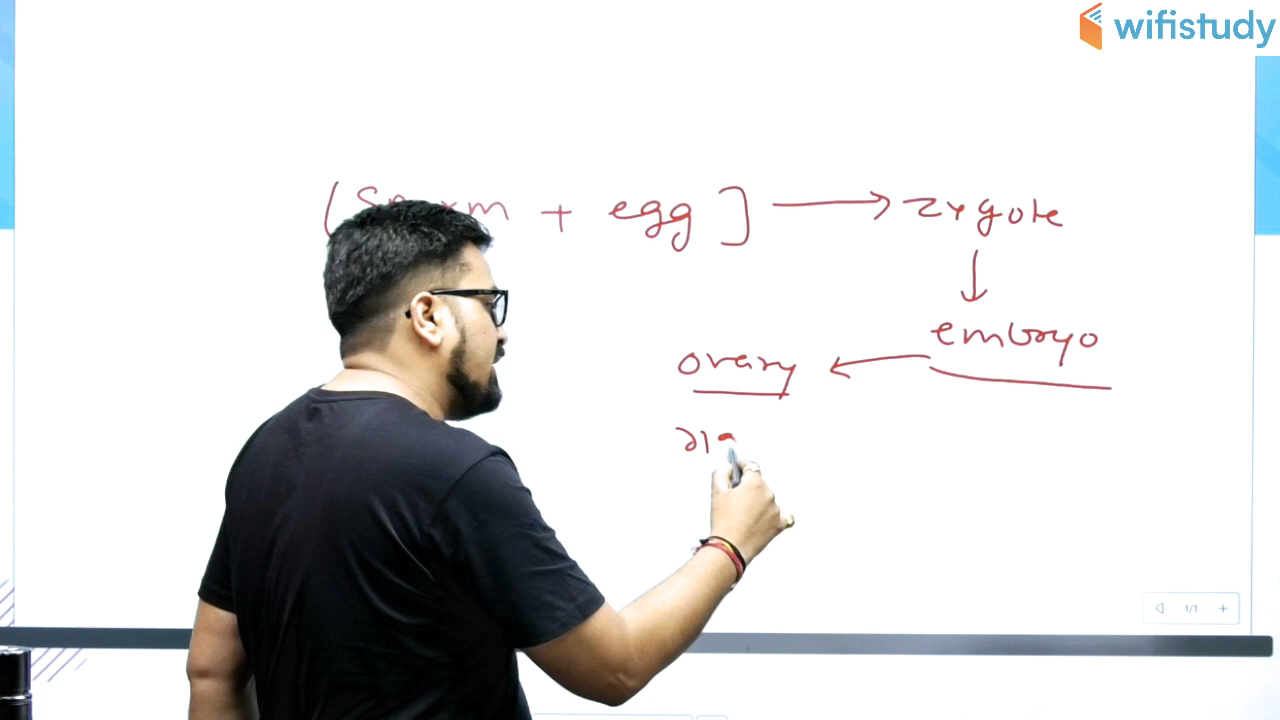 wifistudy
+ egg ] → zygote
↓
embryo
ovary ←
1/1 +